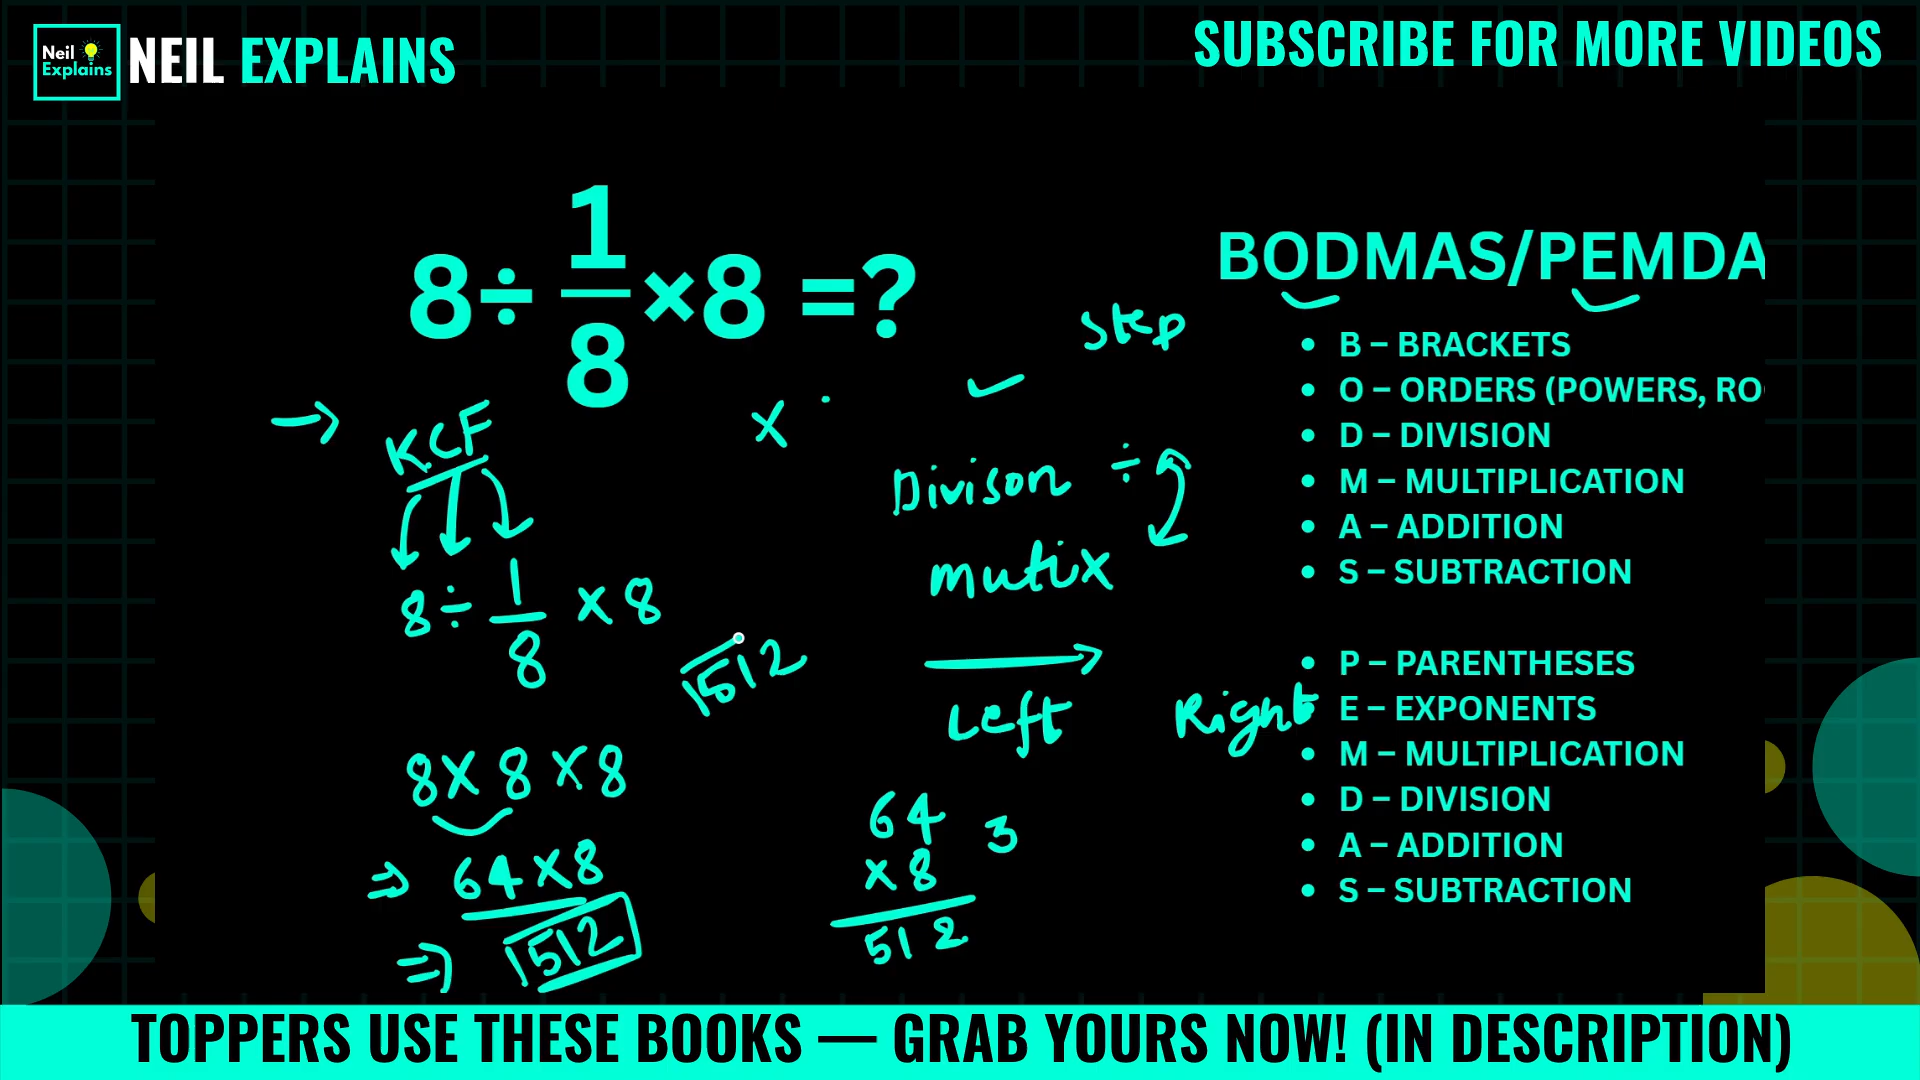 Neil
Explains
NEIL EXPLAINS
SUBSCRIBE FOR MORE VIDEOS
8÷ 1/8 ×8 =?
BODMAS/PEMDA
Step
B – BRACKETS
O – ORDERS (POWERS, RO
D – DIVISION
M – MULTIPLICATION
A – ADDITION
S – SUBTRACTION
P – PARENTHESES
E – EXPONENTS
M – MULTIPLICATION
D – DIVISION
A – ADDITION
S – SUBTRACTION
→ KCF
x
Divison ÷
8 ÷ 1/8 × 8
512
Left Right
8 × 8 × 8
⇒ 64 × 8
⇒ 512
64 3
× 8
512
TOPPERS USE THESE BOOKS — GRAB YOURS NOW! (IN DESCRIPTION)